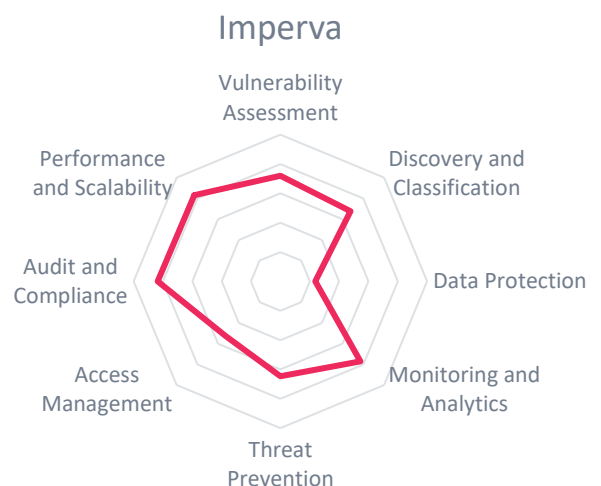 Imperva
Vulnerability
Assessment
Performance
and Scalability
Discovery and
Classification
Audit and
Compliance
Data Protection
Access
Management
Monitoring and
Analytics
Threat
Prevention